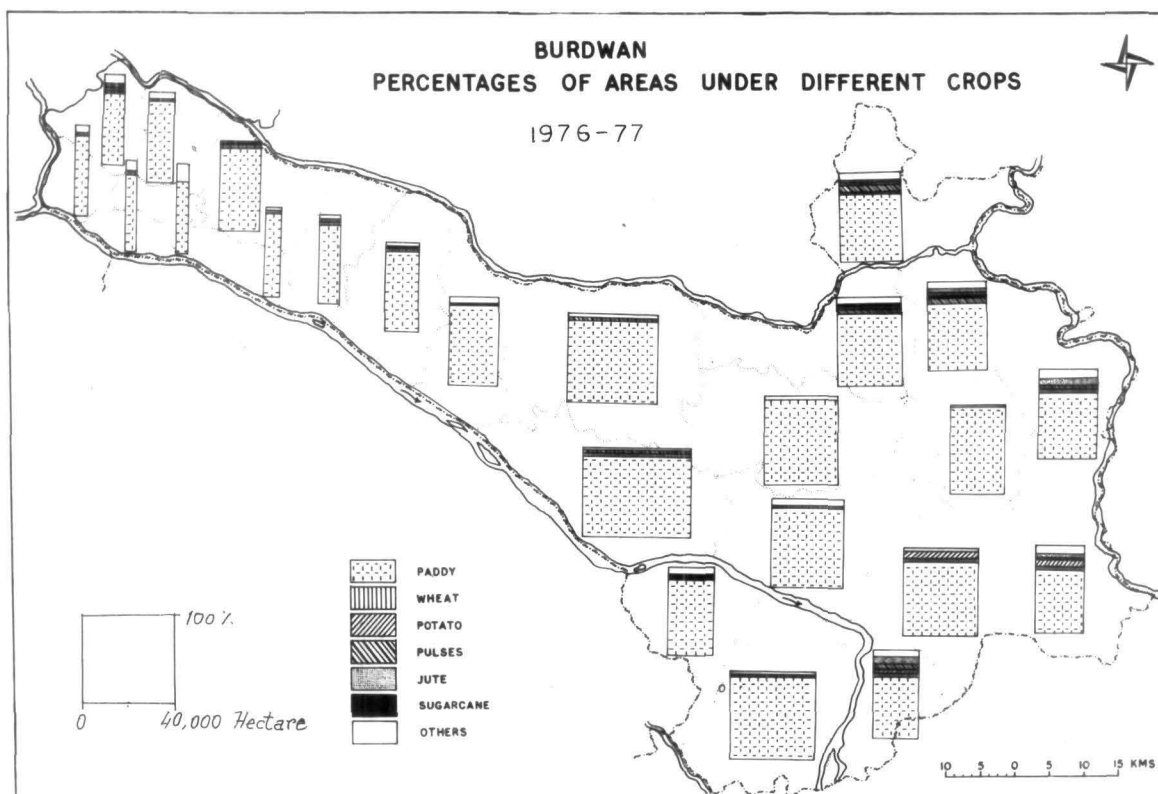 BURDWAN
PERCENTAGES OF AREAS UNDER DIFFERENT CROPS
1976-77
PADDY
WHEAT
POTATO
PULSES
JUTE
SUGARCANE
OTHERS
100%
0 40,000 Hectare
10 5 0 5 10 15 KMS